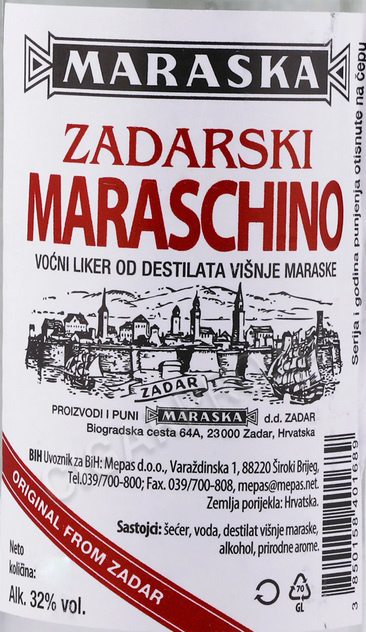 MARASKA
ZADARSKI
MARASCHINO
VOĆNI LIKER OD DESTILATA VIŠNJE MARASKE
ZADAR
PROIZVODI I PUNI MARASKA d.d. ZADAR
Biogradska cesta 64A, 23000 Zadar, Hrvatska
BIH Uvoznik za BiH: Mepas d.o.o., Varaždinska 1, 88220 Široki Brijeg,
Tel.039/700-800; Fax. 039/700-808, mepas@mepas.net.
Zemlja porijekla: Hrvatska.
Sastojci: šećer, voda, destilat višnje maraske,
alkohol, prirodne arome.
ORIGINAL FROM ZADAR
Neto
količina:
Alk. 32% vol.
70
GL
Serija i godina punjenja otisnute na čepu
3 850158 401689